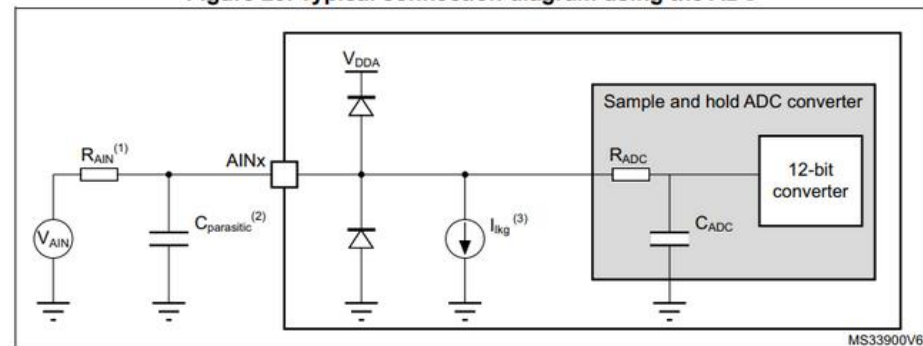 V_DDA
Sample and hold ADC converter
R_AIN^(1)
AINx
R_ADC
12-bit
converter
V_AIN
C_parasitic^(2)
I_lkg^(3)
C_ADC
MS33900V6